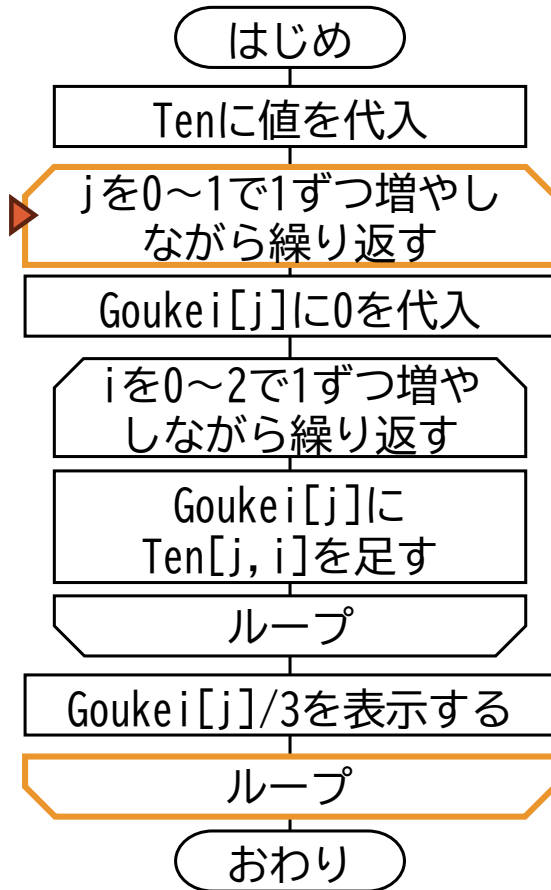 はじめ
Tenに値を代入
jを0～1で1ずつ増やし
ながら繰り返す
Goukei[j]に0を代入
iを0～2で1ずつ増や
しながら繰り返す
Goukei[j]に
Ten[j,i]を足す
ループ
Goukei[j]/3を表示する
ループ
おわり